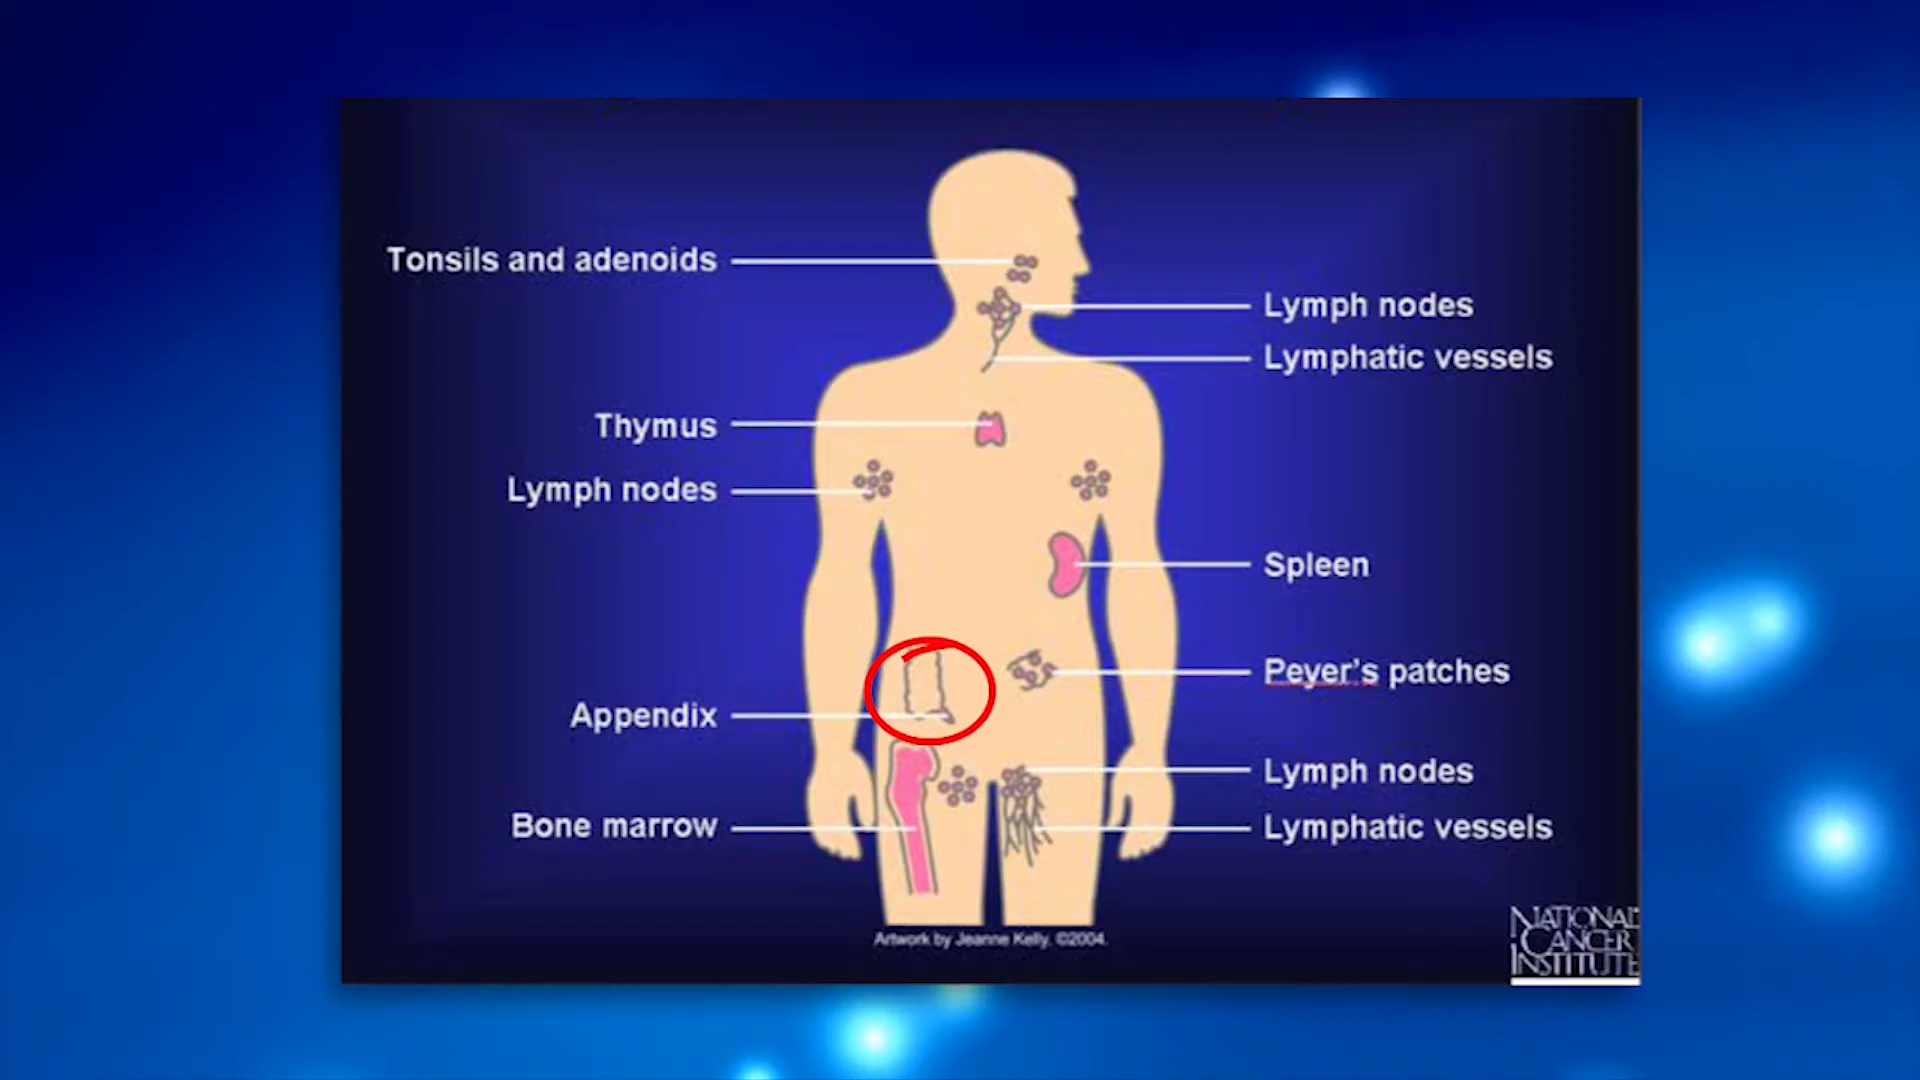 Tonsils and adenoids
Lymph nodes
Lymphatic vessels
Thymus
Lymph nodes
Spleen
Peyer's patches
Appendix
Lymph nodes
Bone marrow
Lymphatic vessels
Artwork by Jeanne Kelly. ©2004.
NATIONAL
CANCER
INSTITUTE